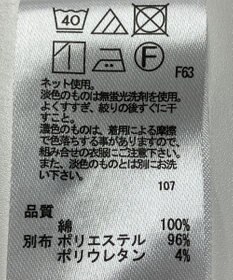 40
F
F63
ネット使用。
淡色のものは無蛍光洗剤を使用。
よくすすぎ、絞りの後すぐに干
すこと。
濃色のものは、着用による摩擦
で色落ちする事がありますので、
組み合せの衣服にご注意下さい。
また、淡色のものとは別にお洗
い下さい。
107
品質
綿 100%
別布 ポリエステル 96%
ポリウレタン 4%